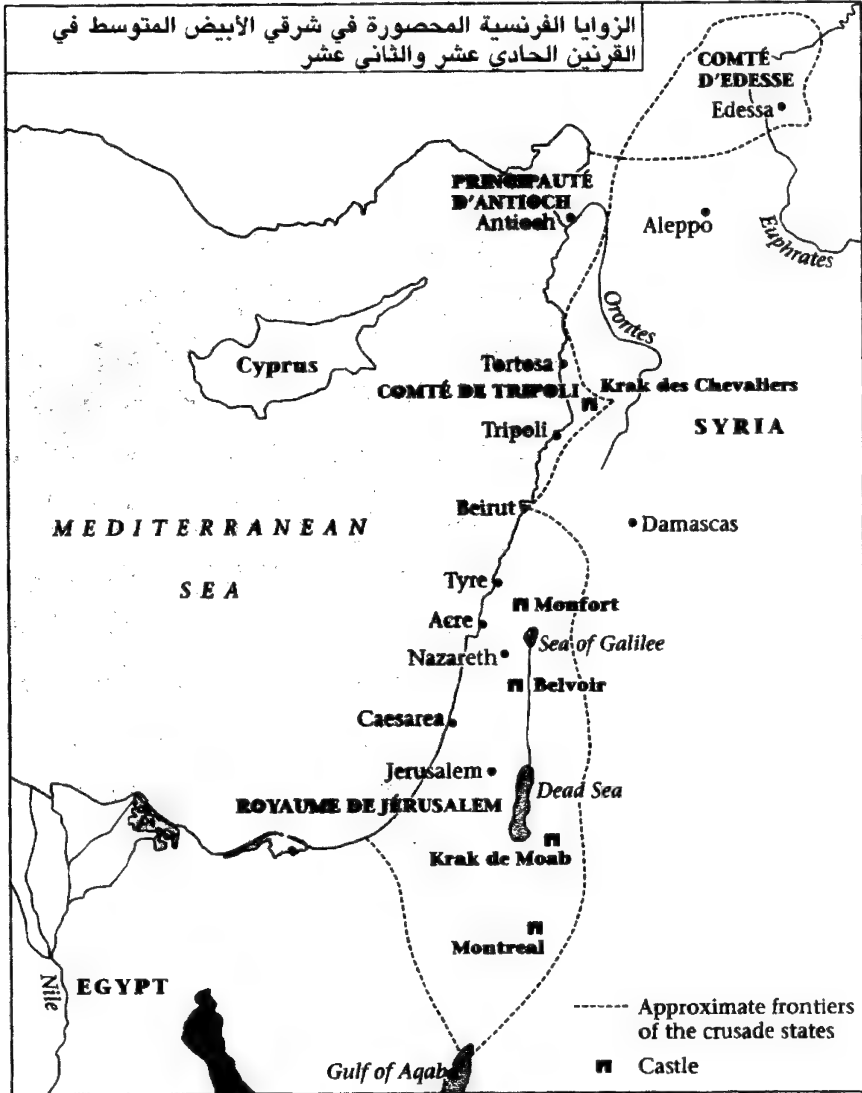 الزوايا الفرنسية المحصورة في شرقي الأبيض المتوسط في
القرنين الحادي عشر والثاني عشر
COMTÉ
D'EDESSE
Edessa
PRINCIPAUTÉ
D'ANTIOCH
Antioch
Aleppo
Euphrates
Orontes
Cyprus
Tortosa
COMTÉ DE TRIPOLI
Krak des Chevaliers
Tripoli
SYRIA
Beirut
MEDITERRANEAN
SEA
Damascas
Tyre
Monfort
Acre
Sea of Galilee
Nazareth
Belvoir
Caesarea
Jerusalem
Dead Sea
ROYAUME DE JÉRUSALEM
Krak de Moab
Montreal
EGYPT
Nile
Approximate frontiers
of the crusade states
Castle
Gulf of Aqab